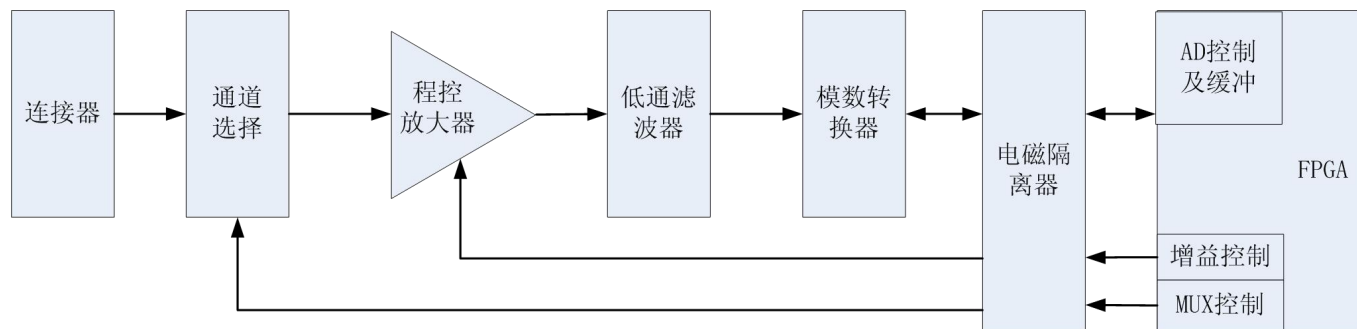 连接器
通道
选择
程控
放大器
低通滤
波器
模数转
换器
电磁隔
离器
AD控制
及缓冲
FPGA
增益控制
MUX控制